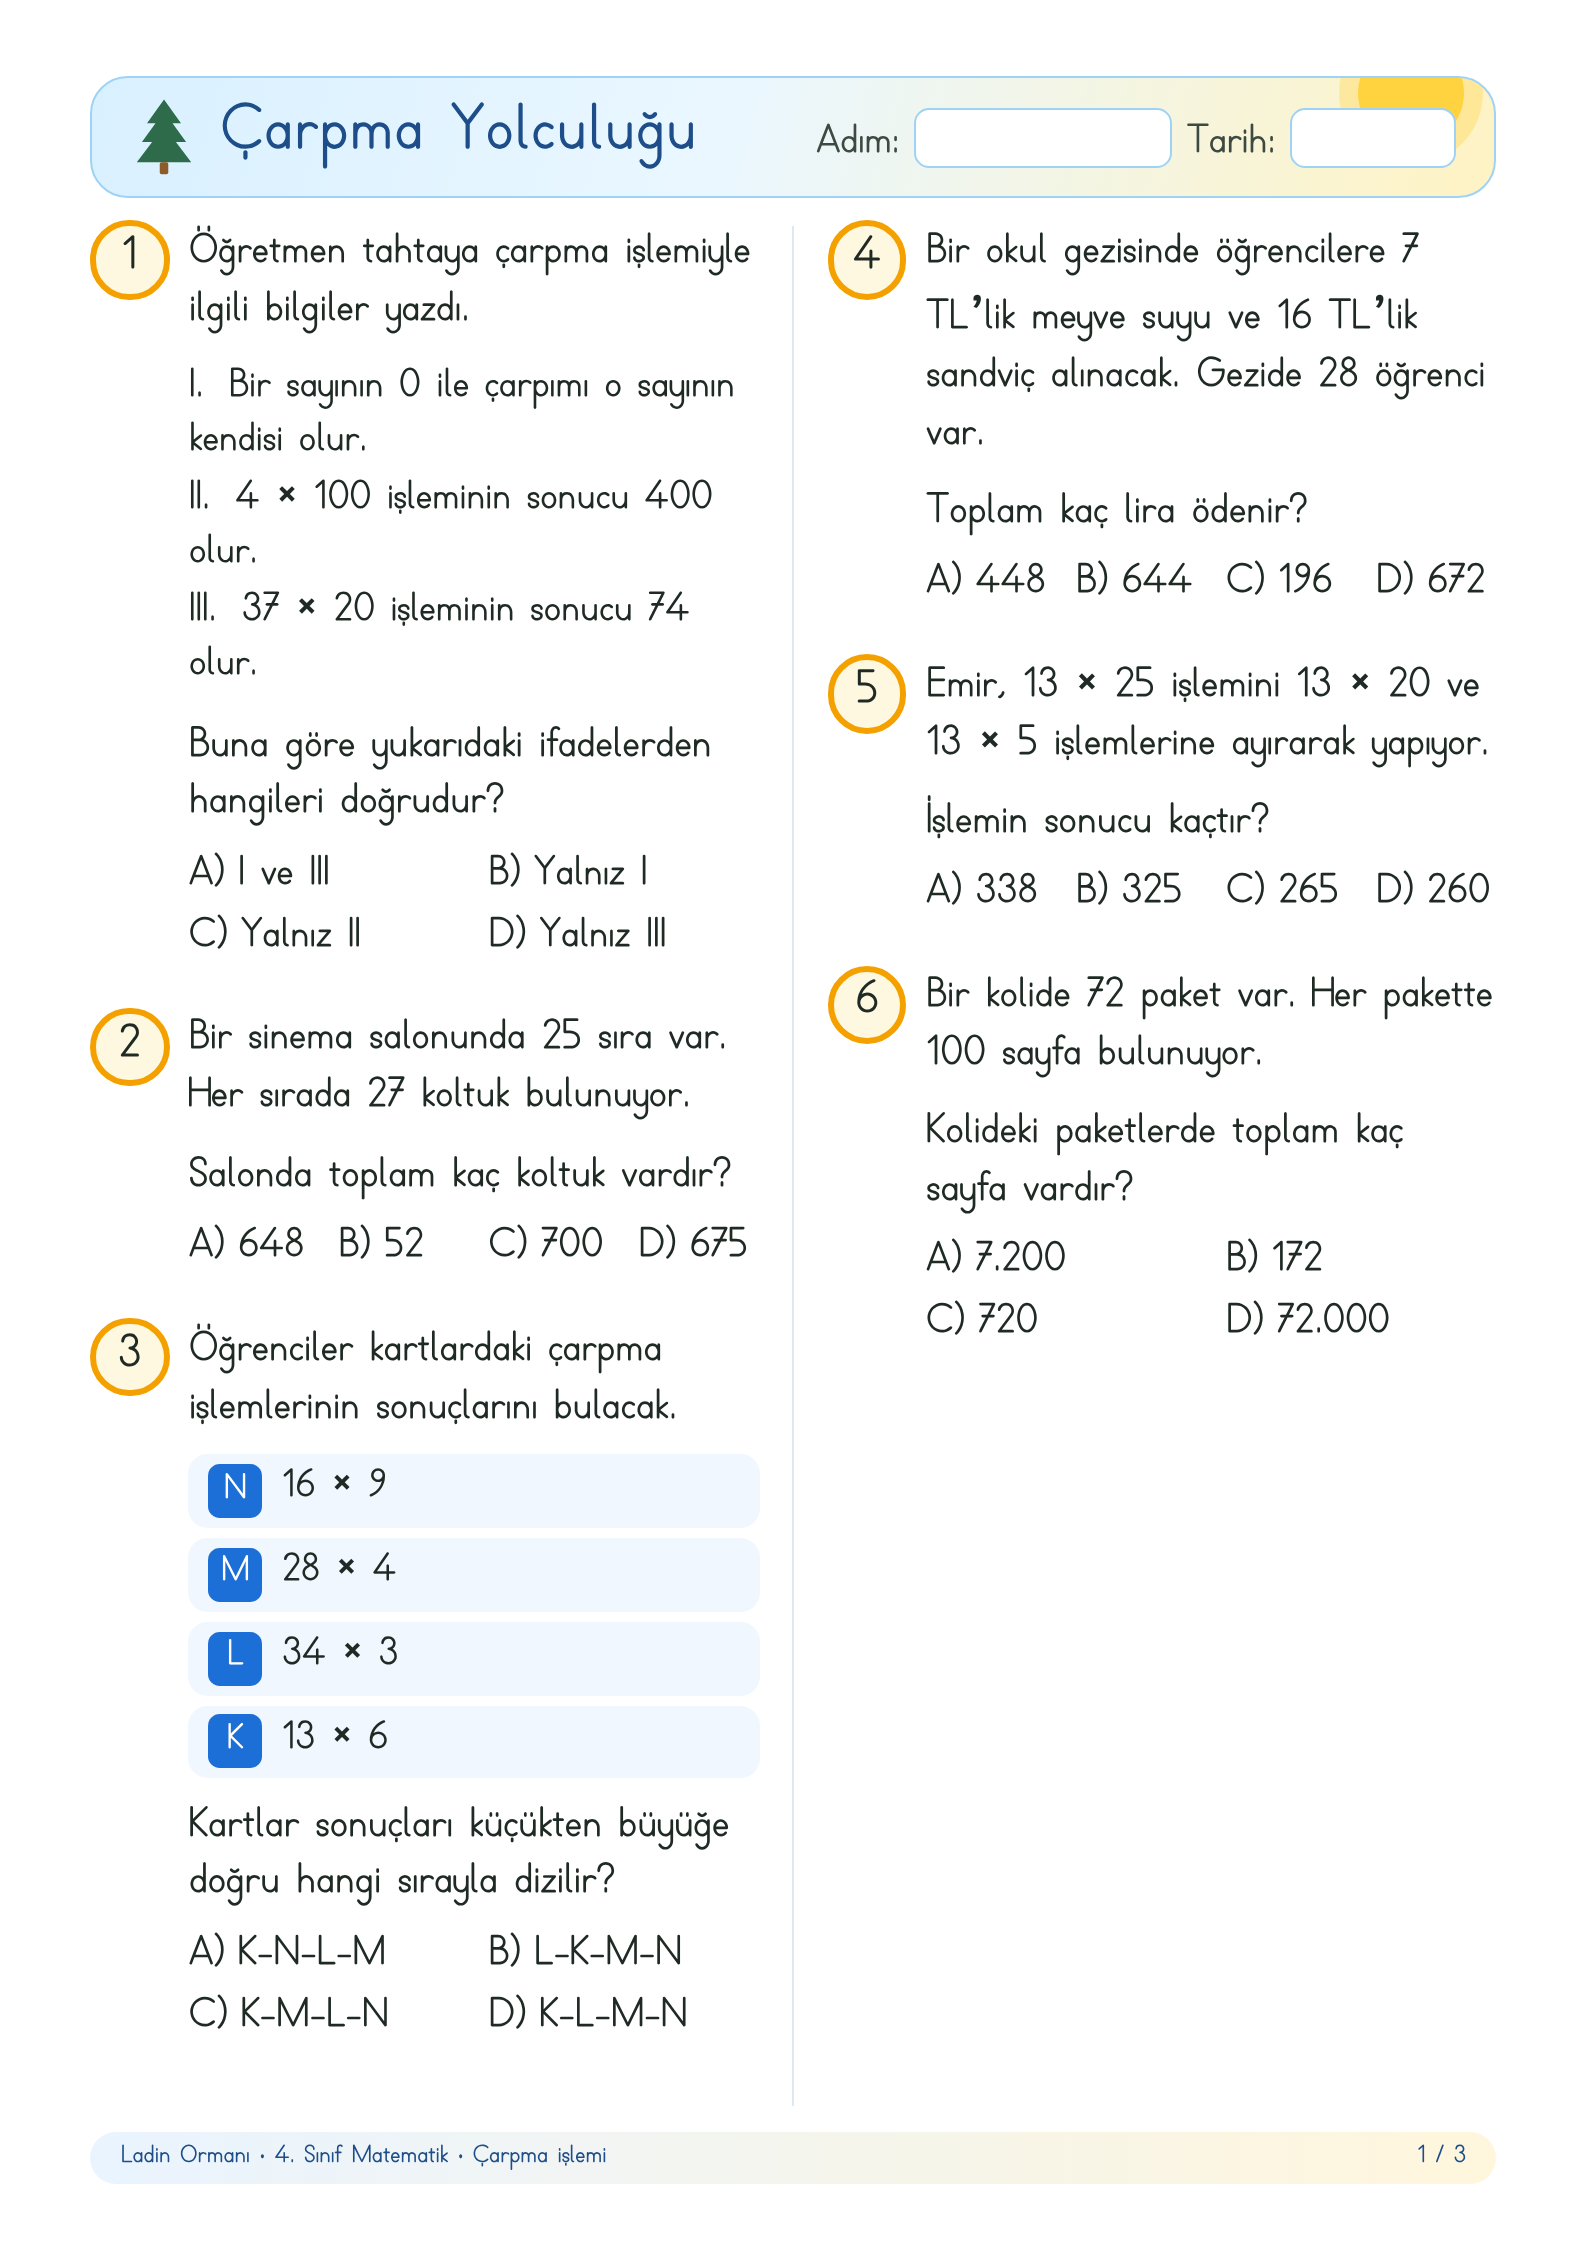 Çarpma Yolculuğu
Adım:
Tarih:
1
Öğretmen tahtaya çarpma işlemiyle
ilgili bilgiler yazdı.
I. Bir sayının 0 ile çarpımı o sayının
kendisi olur.
II. 4 × 100 işleminin sonucu 400
olur.
III. 37 × 20 işleminin sonucu 74
olur.
Buna göre yukarıdaki ifadelerden
hangileri doğrudur?
A) I ve III B) Yalnız I
C) Yalnız II D) Yalnız III
2
Bir sinema salonunda 25 sıra var.
Her sırada 27 koltuk bulunuyor.
Salonda toplam kaç koltuk vardır?
A) 648 B) 52 C) 700 D) 675
3
Öğrenciler kartlardaki çarpma
işlemlerinin sonuçlarını bulacak.
N 16 × 9
M 28 × 4
L 34 × 3
K 13 × 6
Kartlar sonuçları küçükten büyüğe
doğru hangi sırayla dizilir?
A) K-N-L-M B) L-K-M-N
C) K-M-L-N D) K-L-M-N
4
Bir okul gezisinde öğrencilere 7
TL’lik meyve suyu ve 16 TL’lik
sandviç alınacak. Gezide 28 öğrenci
var.
Toplam kaç lira ödenir?
A) 448 B) 644 C) 196 D) 672
5
Emir, 13 × 25 işlemini 13 × 20 ve
13 × 5 işlemlerine ayırarak yapıyor.
İşlemin sonucu kaçtır?
A) 338 B) 325 C) 265 D) 260
6
Bir kolide 72 paket var. Her pakette
100 sayfa bulunuyor.
Kolideki paketlerde toplam kaç
sayfa vardır?
A) 7.200 B) 172
C) 720 D) 72.000
Ladin Ormanı • 4. Sınıf Matematik • Çarpma işlemi
1 / 3